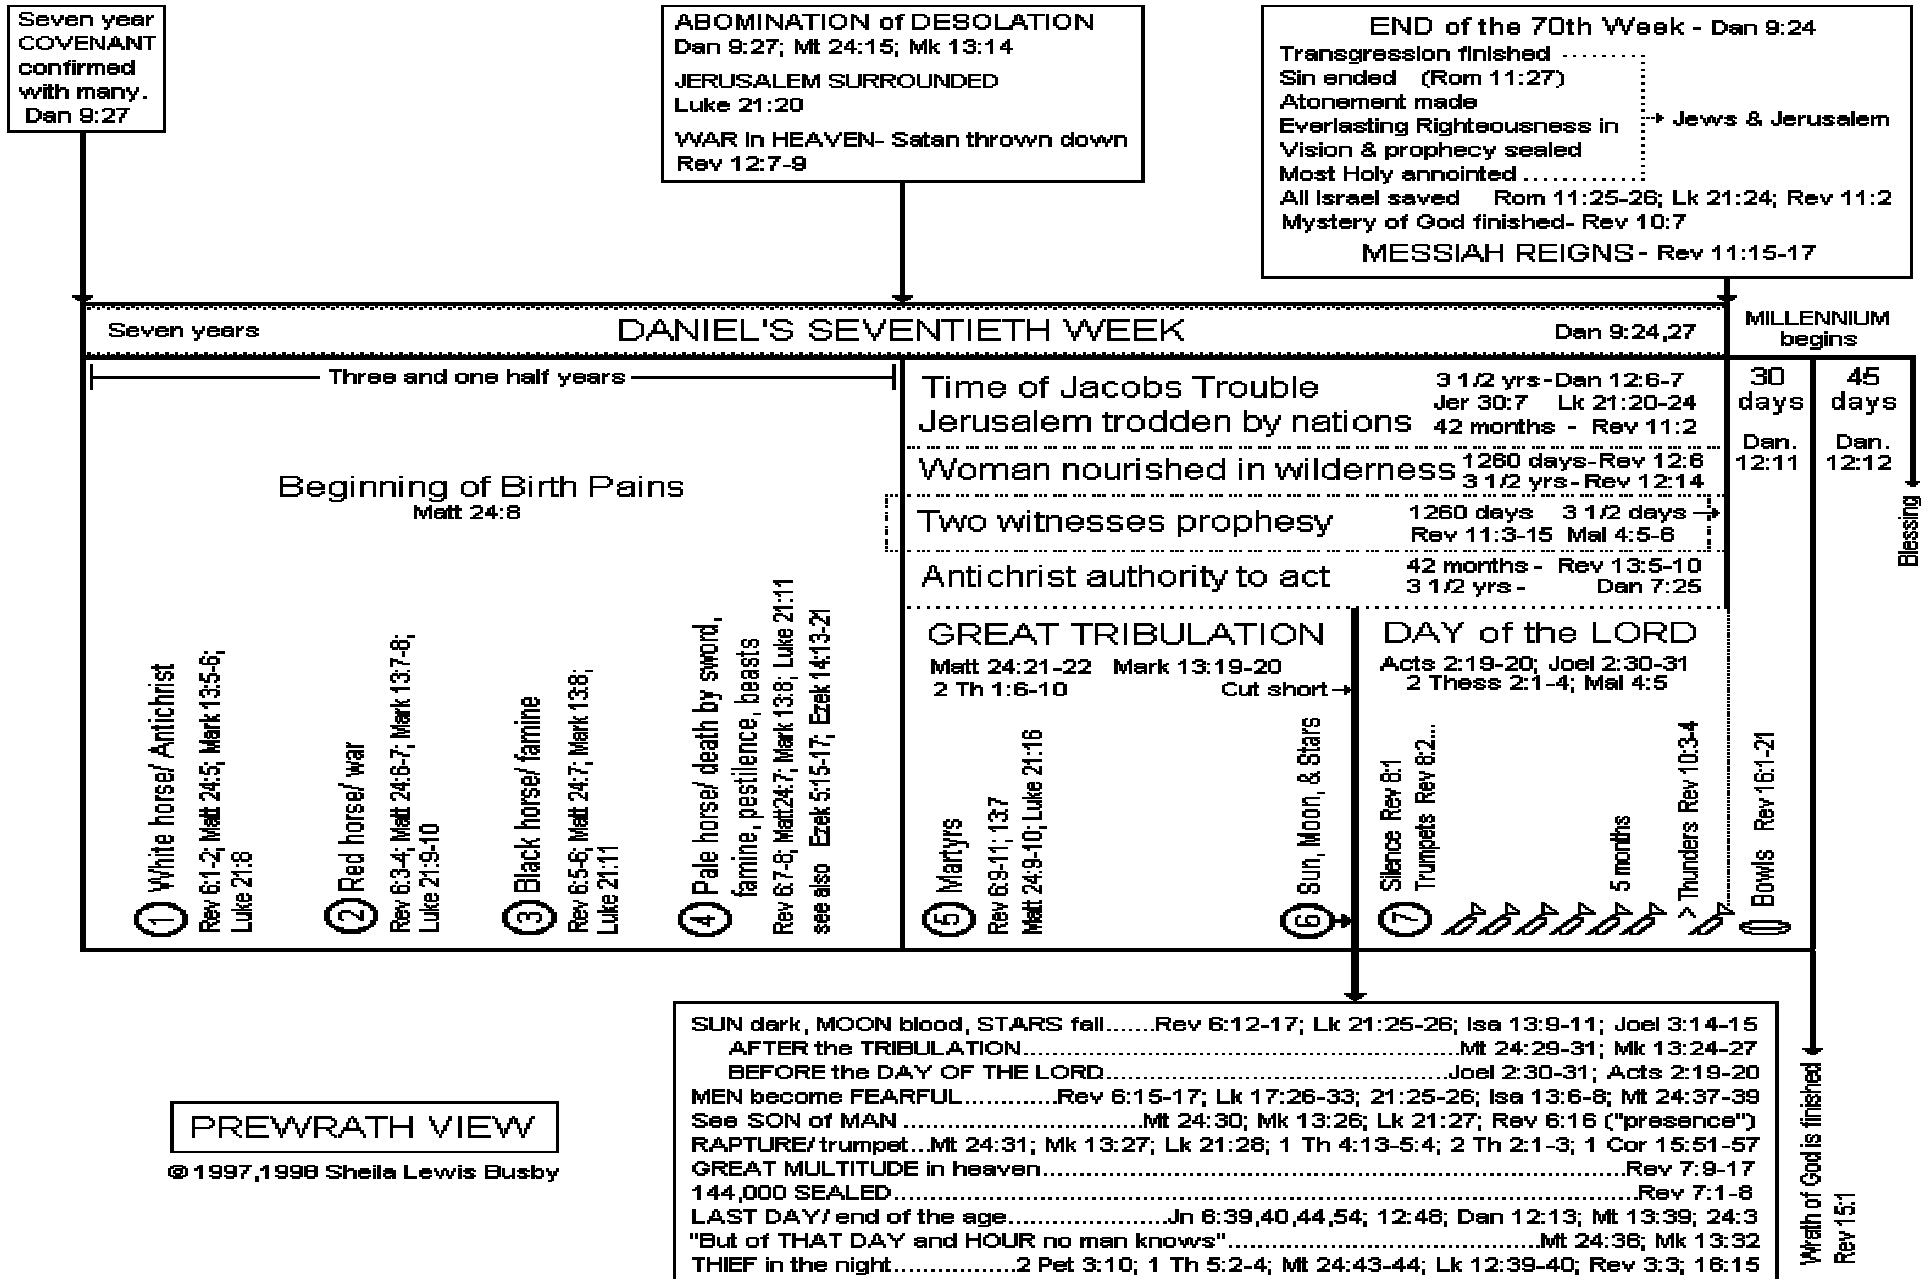 Seven year
COVENANT
confirmed
with many.
Dan 9:27
ABOMINATION of DESOLATION
Dan 9:27; Mt 24:15; Mk 13:14
JERUSALEM SURROUNDED
Luke 21:20
WAR in HEAVEN- Satan thrown down
Rev 12:7-9
END of the 70th Week - Dan 9:24
Transgression finished
Sin ended (Rom 11:27)
Atonement made
Everlasting Righteousness in
Vision & prophecy sealed
Most Holy annointed
Jews & Jerusalem
All Israel saved Rom 11:25-26; Lk 21:24; Rev 11:2
Mystery of God finished- Rev 10:7
MESSIAH REIGNS- Rev 11:15-17
Seven years
DANIEL'S SEVENTIETH WEEK
Dan 9:24,27
MILLENNIUM
begins
Three and one half years
Beginning of Birth Pains
Matt 24:8
Time of Jacobs Trouble
Jerusalem trodden by nations
3 1/2 yrs-Dan 12:6-7
Jer 30:7 Lk 21:20-24
42 months - Rev 11:2
Woman nourished in wilderness
1260 days-Rev 12:6
3 1/2 yrs- Rev 12:14
Two witnesses prophesy
1260 days 3 1/2 days
Rev 11:3-15 Mal 4:5-6
Antichrist authority to act
42 months - Rev 13:5-10
3 1/2 yrs - Dan 7:25
30
days
Dan.
12:11
45
days
Dan.
12:12
Blessing
GREAT TRIBULATION
Matt 24:21-22 Mark 13:19-20
2 Th 1:6-10
Cut short
DAY of the LORD
Acts 2:19-20; Joel 2:30-31
2 Thess 2:1-4; Mal 4:5
1 White horse/ Antichrist
Rev 6:1-2; Matt 24:5; Mark 13:5-6;
Luke 21:8
2 Red horse/ war
Rev 6:3-4; Matt 24:6-7; Mark 13:7-8;
Luke 21:9-10
3 Black horse/ famine
Rev 6:5-6; Matt 24:7; Mark 13:8;
Luke 21:11
4 Pale horse/ death by sword,
famine, pestilence, beasts
Rev 6:7-8; Matt24:7; Mark 13:8; Luke 21:11
see also Ezek 5:15-17; Ezek 14:13-21
5 Martyrs
Rev 6:9-11; 13:7
Matt 24:9-10; Luke 21:16
6 Sun, Moon, & Stars
7 Silence Rev 8:1
Trumpets Rev 8:2...
5 months
> Thunders Rev 10:3-4
Bowls Rev 16:1-21
SUN dark, MOON blood, STARS fall.......Rev 6:12-17; Lk 21:25-26; Isa 13:9-11; Joel 3:14-15
AFTER the TRIBULATION.......Mt 24:29-31; Mk 13:24-27
BEFORE the DAY OF THE LORD.......Joel 2:30-31; Acts 2:19-20
MEN become FEARFUL.......Rev 6:15-17; Lk 17:26-33; 21:25-26; Isa 13:6-8; Mt 24:37-39
See SON of MAN.......Mt 24:30; Mk 13:26; Lk 21:27; Rev 6:16 ("presence")
RAPTURE/ trumpet...Mt 24:31; Mk 13:27; Lk 21:28; 1 Th 4:13-5:4; 2 Th 2:1-3; 1 Cor 15:51-57
GREAT MULTITUDE in heaven.......Rev 7:9-17
144,000 SEALED.......Rev 7:1-8
LAST DAY/ end of the age.......Jn 6:39,40,44,54; 12:48; Dan 12:13; Mt 13:39; 24:3
"But of THAT DAY and HOUR no man knows".......Mt 24:36; Mk 13:32
THIEF in the night.......2 Pet 3:10; 1 Th 5:2-4; Mt 24:43-44; Lk 12:39-40; Rev 3:3; 16:15
Wrath of God is finished
Rev 15:1
PREWRATH VIEW
© 1997,1998 Sheila Lewis Busby